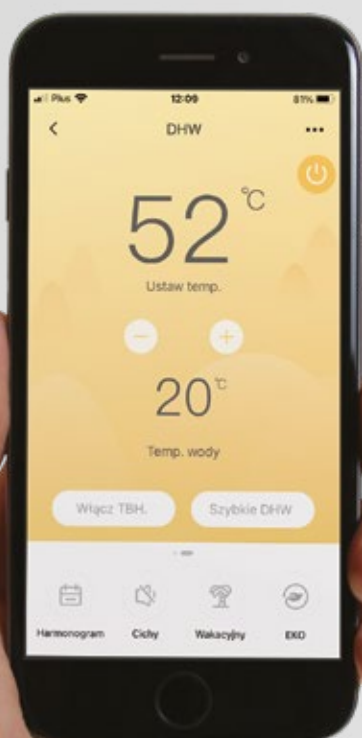 Plus 12:09 81%
DHW
52 °C
Ustaw temp.
20 °C
Temp. wody
Włącz TBH. Szybkie DHW
Harmonogram Cichy Wakacyjny EKO